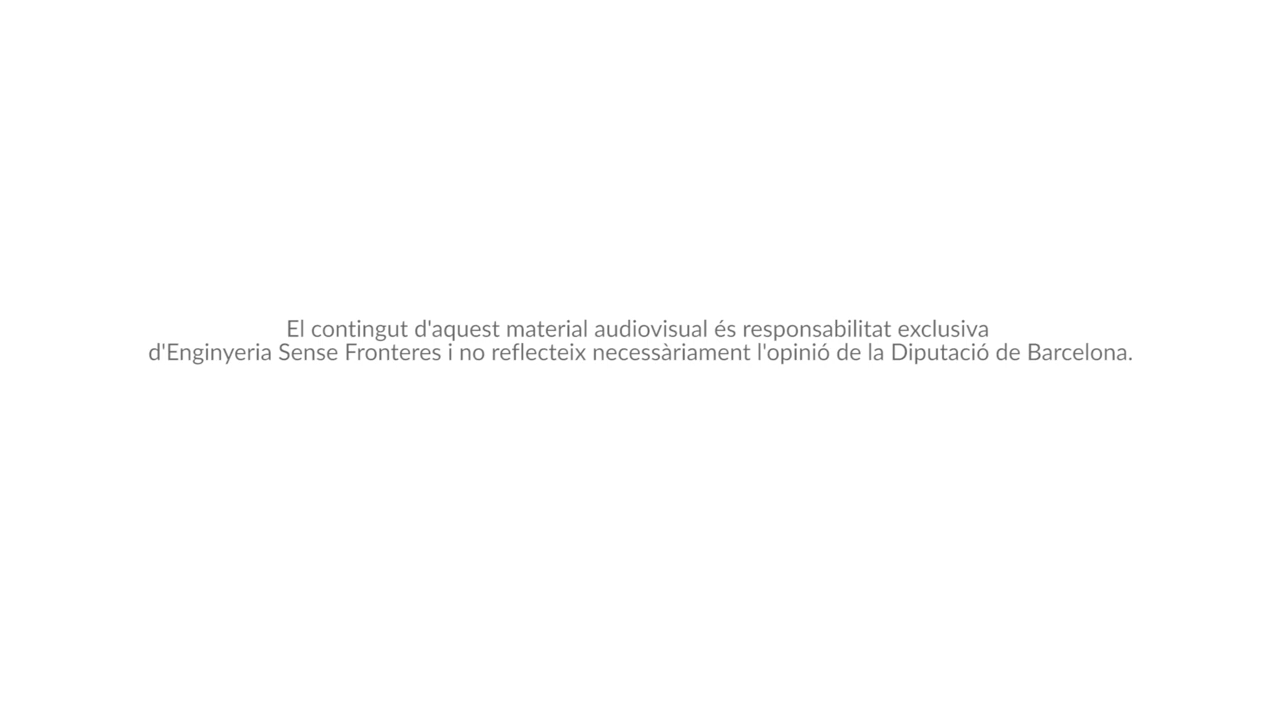 El contingut d'aquest material audiovisual és responsabilitat exclusiva
d'Enginyeria Sense Fronteres i no reflecteix necessàriament l'opinió de la Diputació de Barcelona.